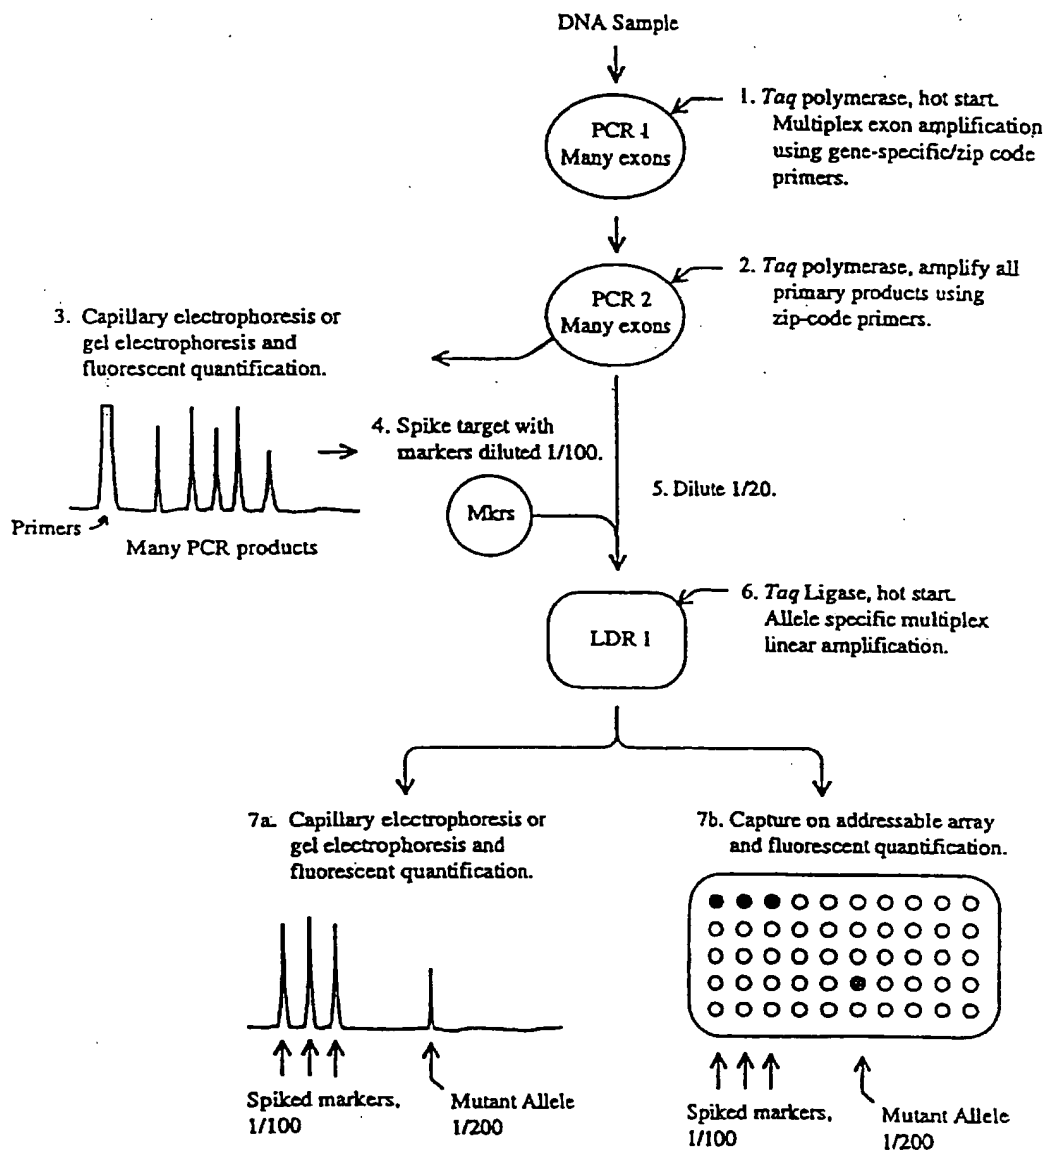 DNA Sample
PCR 1
Many exons
1. Taq polymerase, hot start.
Multiplex exon amplification
using gene-specific/zip code
primers.
PCR 2
Many exons
2. Taq polymerase, amplify all
primary products using
zip-code primers.
3. Capillary electrophoresis or
gel electrophoresis and
fluorescent quantification.
Primers
Many PCR products
4. Spike target with
markers diluted 1/100.
Mkrs
5. Dilute 1/20.
LDR 1
6. Taq Ligase, hot start.
Allele specific multiplex
linear amplification.
7a. Capillary electrophoresis or
gel electrophoresis and
fluorescent quantification.
Spiked markers,
1/100
Mutant Allele
1/200
7b. Capture on addressable array
and fluorescent quantification.
Spiked markers,
1/100
Mutant Allele
1/200